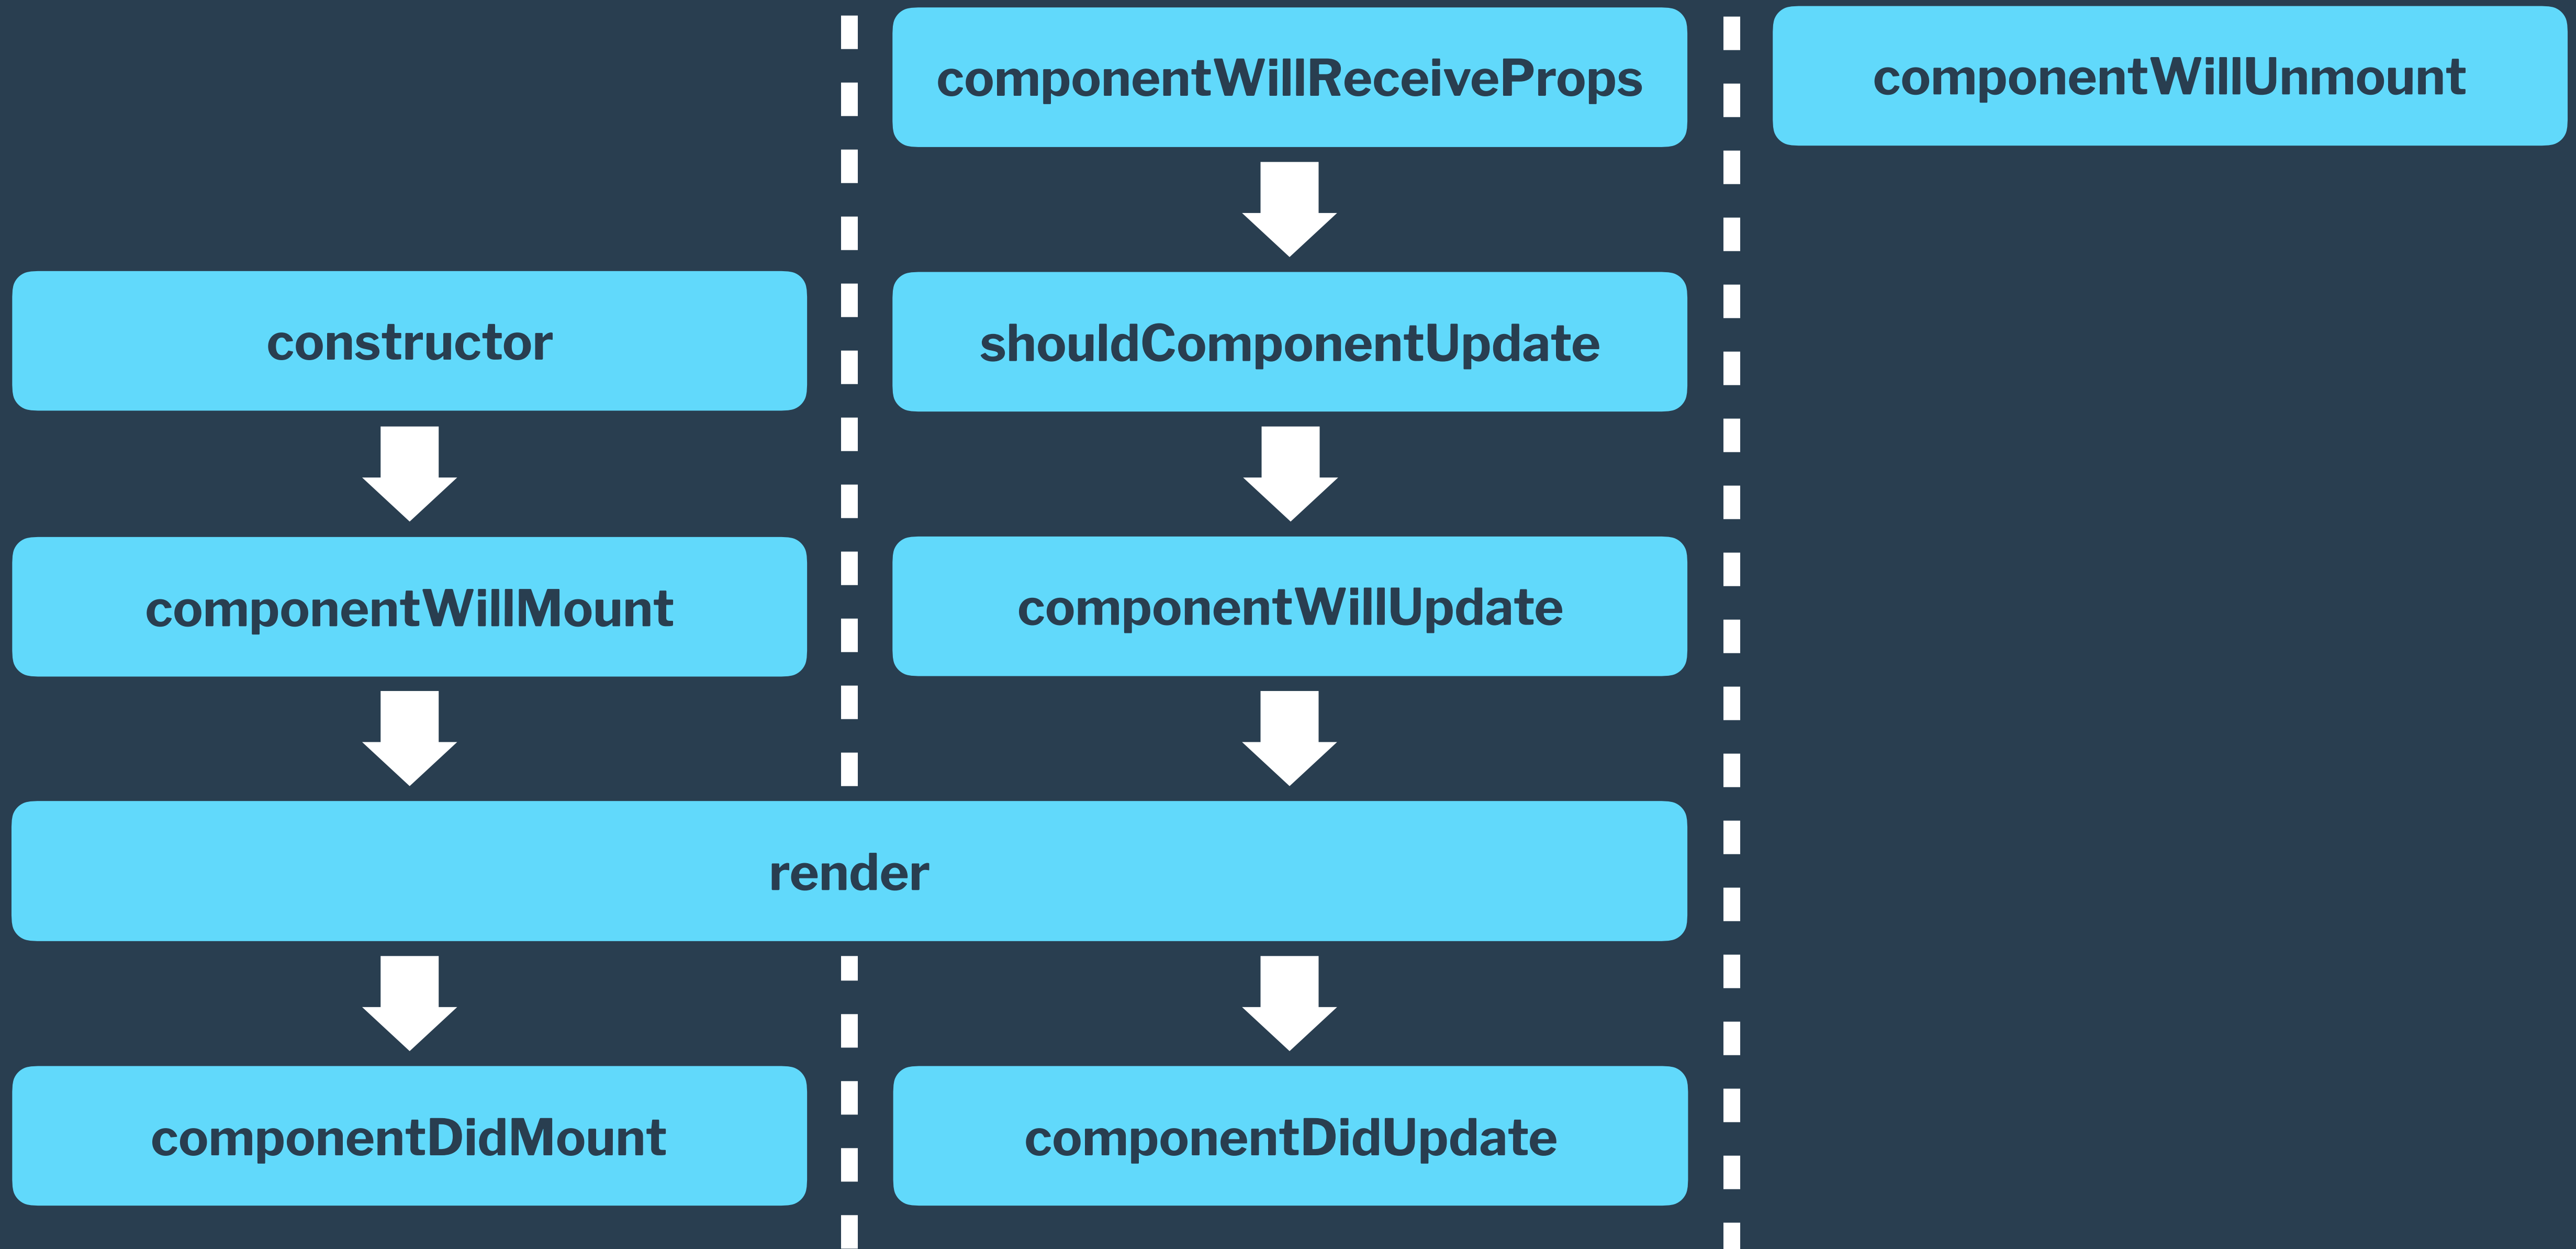 componentWillReceiveProps
componentWillUnmount
constructor
shouldComponentUpdate
componentWillMount
componentWillUpdate
render
componentDidMount
componentDidUpdate